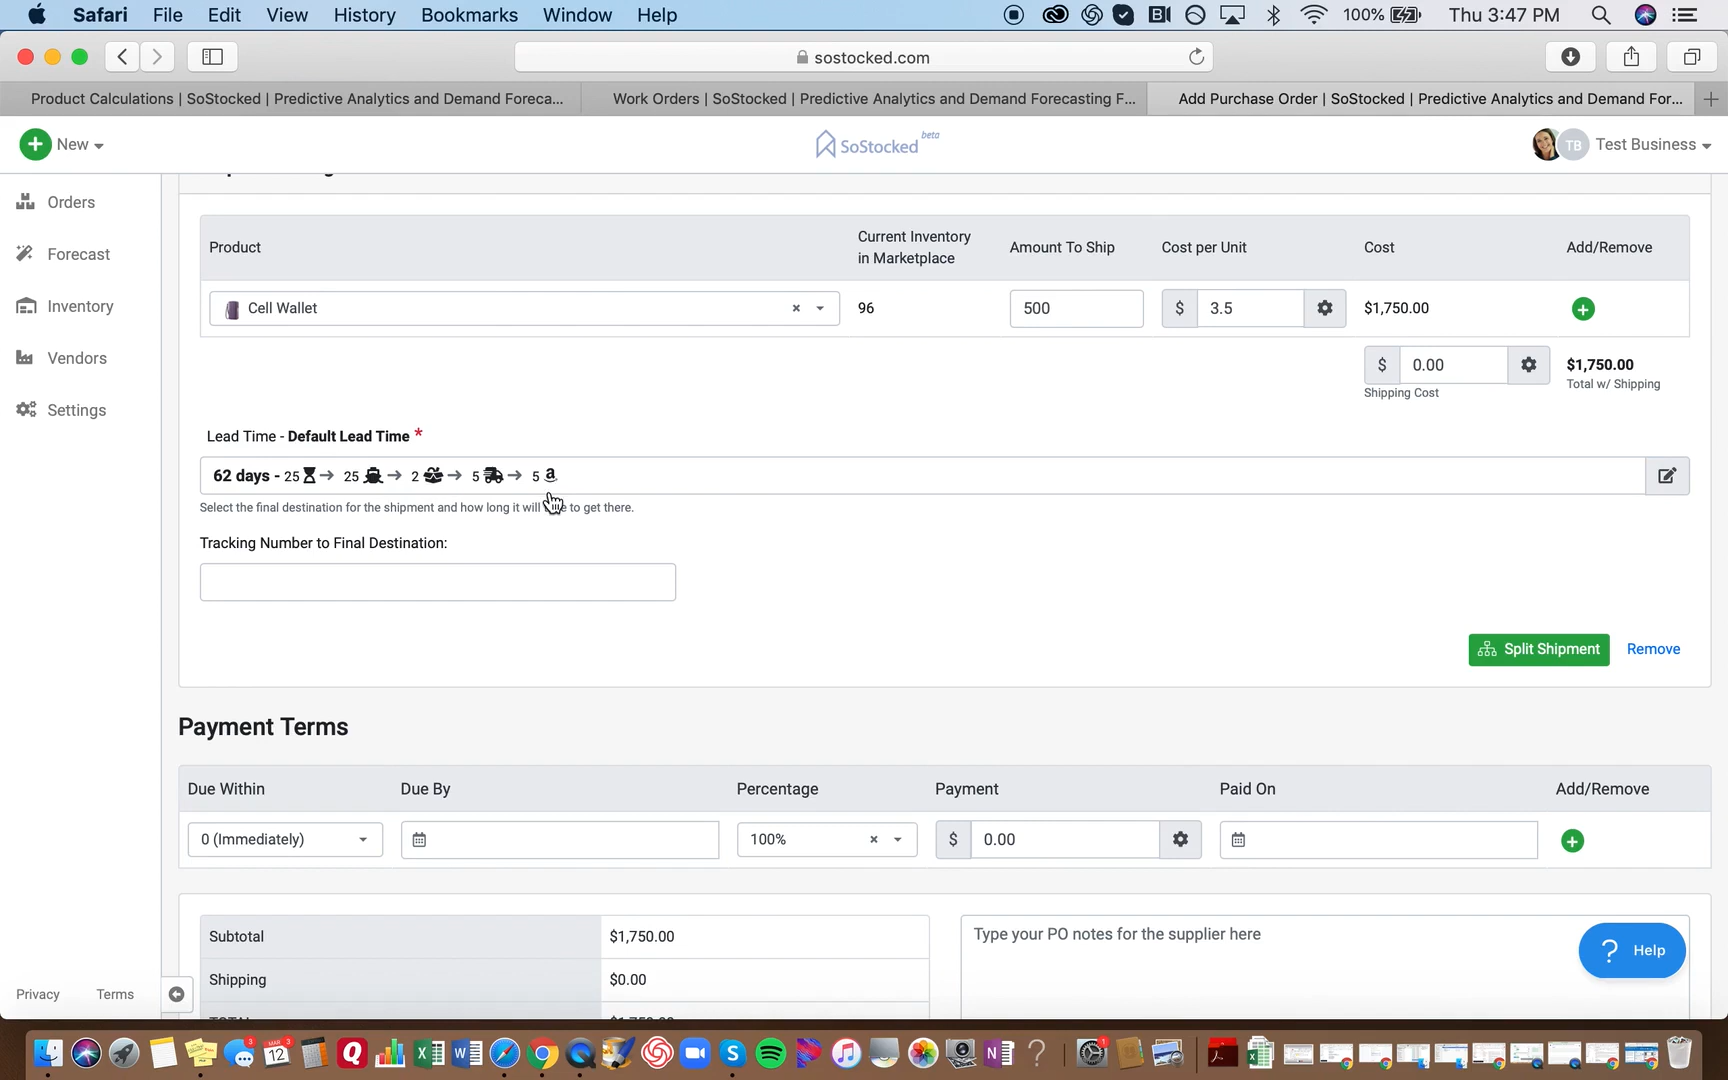 Safari File Edit View History Bookmarks Window Help 100% Thu 3:47 PM
sostocked.com
Product Calculations | SoStocked | Predictive Analytics and Demand Foreca... Work Orders | SoStocked | Predictive Analytics and Demand Forecasting F... Add Purchase Order | SoStocked | Predictive Analytics and Demand For...
New SoStocked beta TB Test Business
Orders
Forecast
Inventory
Vendors
Settings
Product Current Inventory in Marketplace Amount To Ship Cost per Unit Cost Add/Remove
Cell Wallet × 96 500 $ 3.5 $1,750.00
$ 0.00 $1,750.00
Shipping Cost Total w/ Shipping
Lead Time - Default Lead Time *
62 days - 25 → 25 → 2 → 5 → 5 a
Select the final destination for the shipment and how long it will to get there.
Tracking Number to Final Destination:
Split Shipment Remove
Payment Terms
Due Within Due By Percentage Payment Paid On Add/Remove
0 (Immediately) 100% × $ 0.00
Subtotal $1,750.00
Shipping $0.00
Type your PO notes for the supplier here
? Help
Privacy Terms